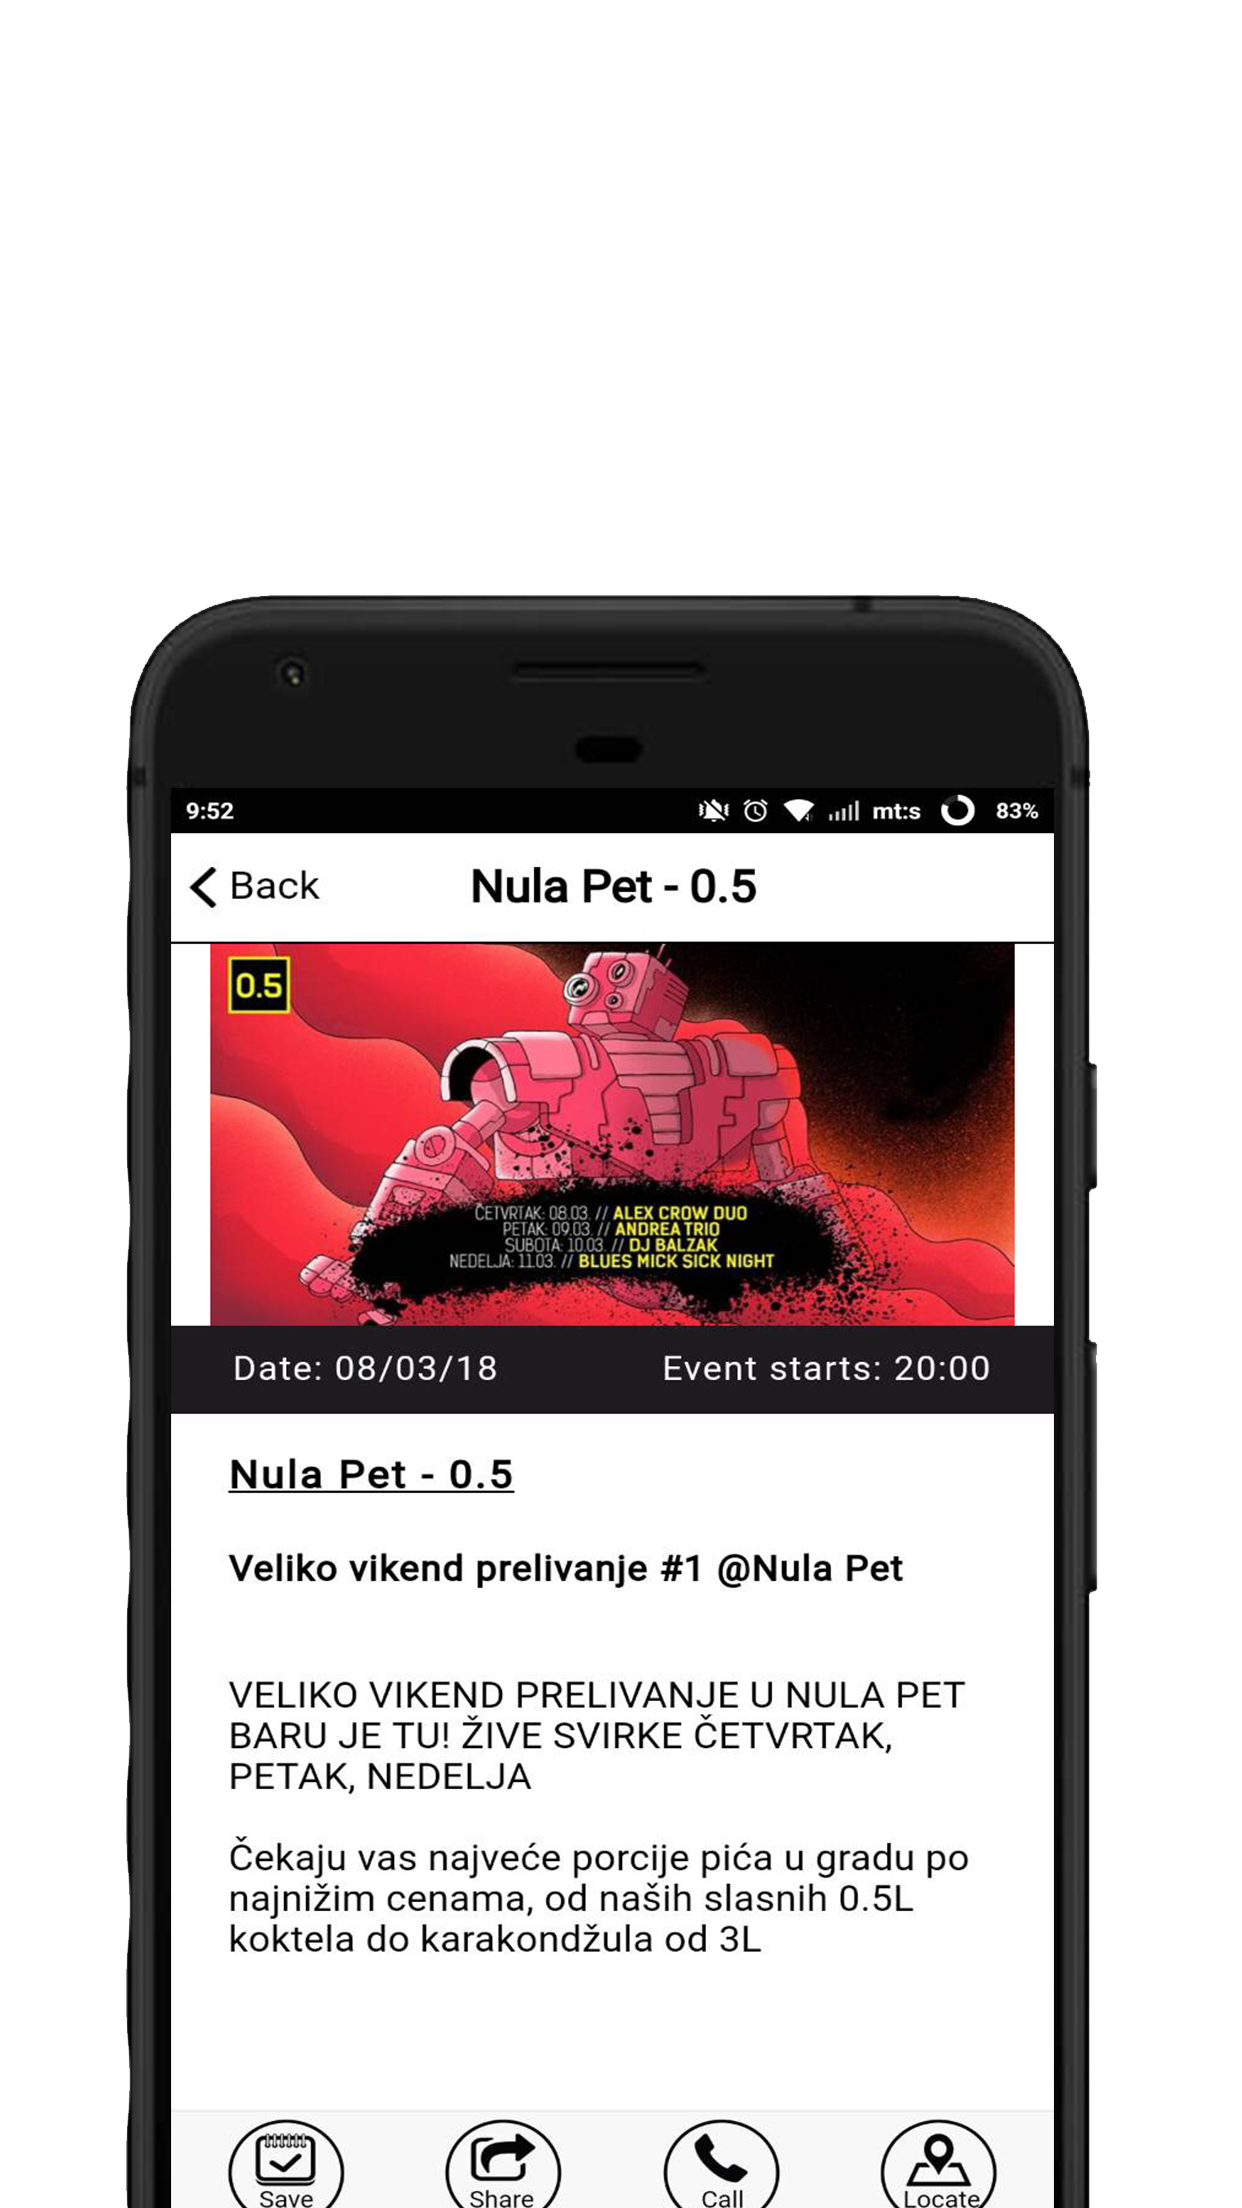 9:52 mt:s 83%
Back Nula Pet - 0.5
0.5
ČETVRTAK: 08.03. // ALEX CROW DUO
PETAK: 09.03. // ANDREA TRIO
SUBOTA: 10.03. // DJ BALZAK
NEDELJA: 11.03. // BLUES MICK SICK NIGHT
Date: 08/03/18 Event starts: 20:00
Nula Pet - 0.5
Veliko vikend prelivanje #1 @Nula Pet
VELIKO VIKEND PRELIVANJE U NULA PET
BARU JE TU! ŽIVE SVIRKE ČETVRTAK,
PETAK, NEDELJA
Čekaju vas najveće porcije pića u gradu po
najnižim cenama, od naših slasnih 0.5L
koktela do karakondžula od 3L
Save Share Call Locate